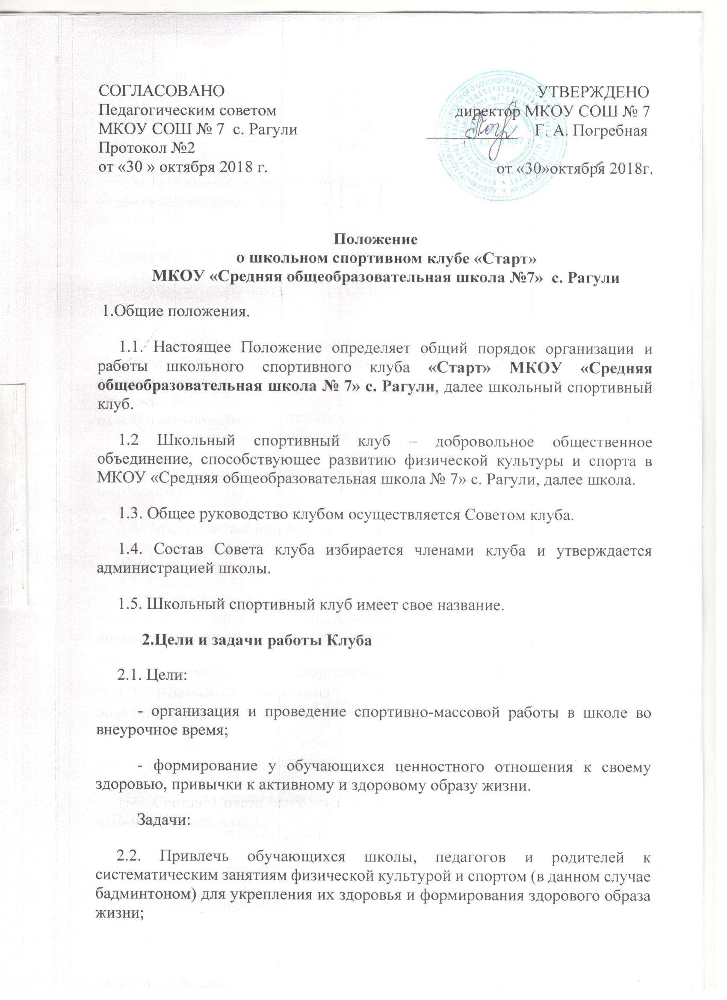 СОГЛАСОВАНО
Педагогическим советом
МКОУ СОШ № 7 с. Рагули
Протокол №2
от «30 » октября 2018 г.
УТВЕРЖДЕНО
директор МКОУ СОШ № 7
Г. А. Погребная
от «30»октября 2018г.
МКОУ
СОШ №7
Положение
о школьном спортивном клубе «Старт»
МКОУ «Средняя общеобразовательная школа №7» с. Рагули
1.Общие положения.
1.1. Настоящее Положение определяет общий порядок организации и
работы школьного спортивного клуба «Старт» МКОУ «Средняя
общеобразовательная школа № 7» с. Рагули, далее школьный спортивный
клуб.
1.2 Школьный спортивный клуб – добровольное общественное
объединение, способствующее развитию физической культуры и спорта в
МКОУ «Средняя общеобразовательная школа № 7» с. Рагули, далее школа.
1.3. Общее руководство клубом осуществляется Советом клуба.
1.4. Состав Совета клуба избирается членами клуба и утверждается
администрацией школы.
1.5. Школьный спортивный клуб имеет свое название.
2.Цели и задачи работы Клуба
2.1. Цели:
- организация и проведение спортивно-массовой работы в школе во
внеурочное время;
- формирование у обучающихся ценностного отношения к своему
здоровью, привычки к активному и здоровому образу жизни.
Задачи:
2.2. Привлечь обучающихся школы, педагогов и родителей к
систематическим занятиям физической культурой и спортом (в данном случае
бадминтоном) для укрепления их здоровья и формирования здорового образа
жизни;